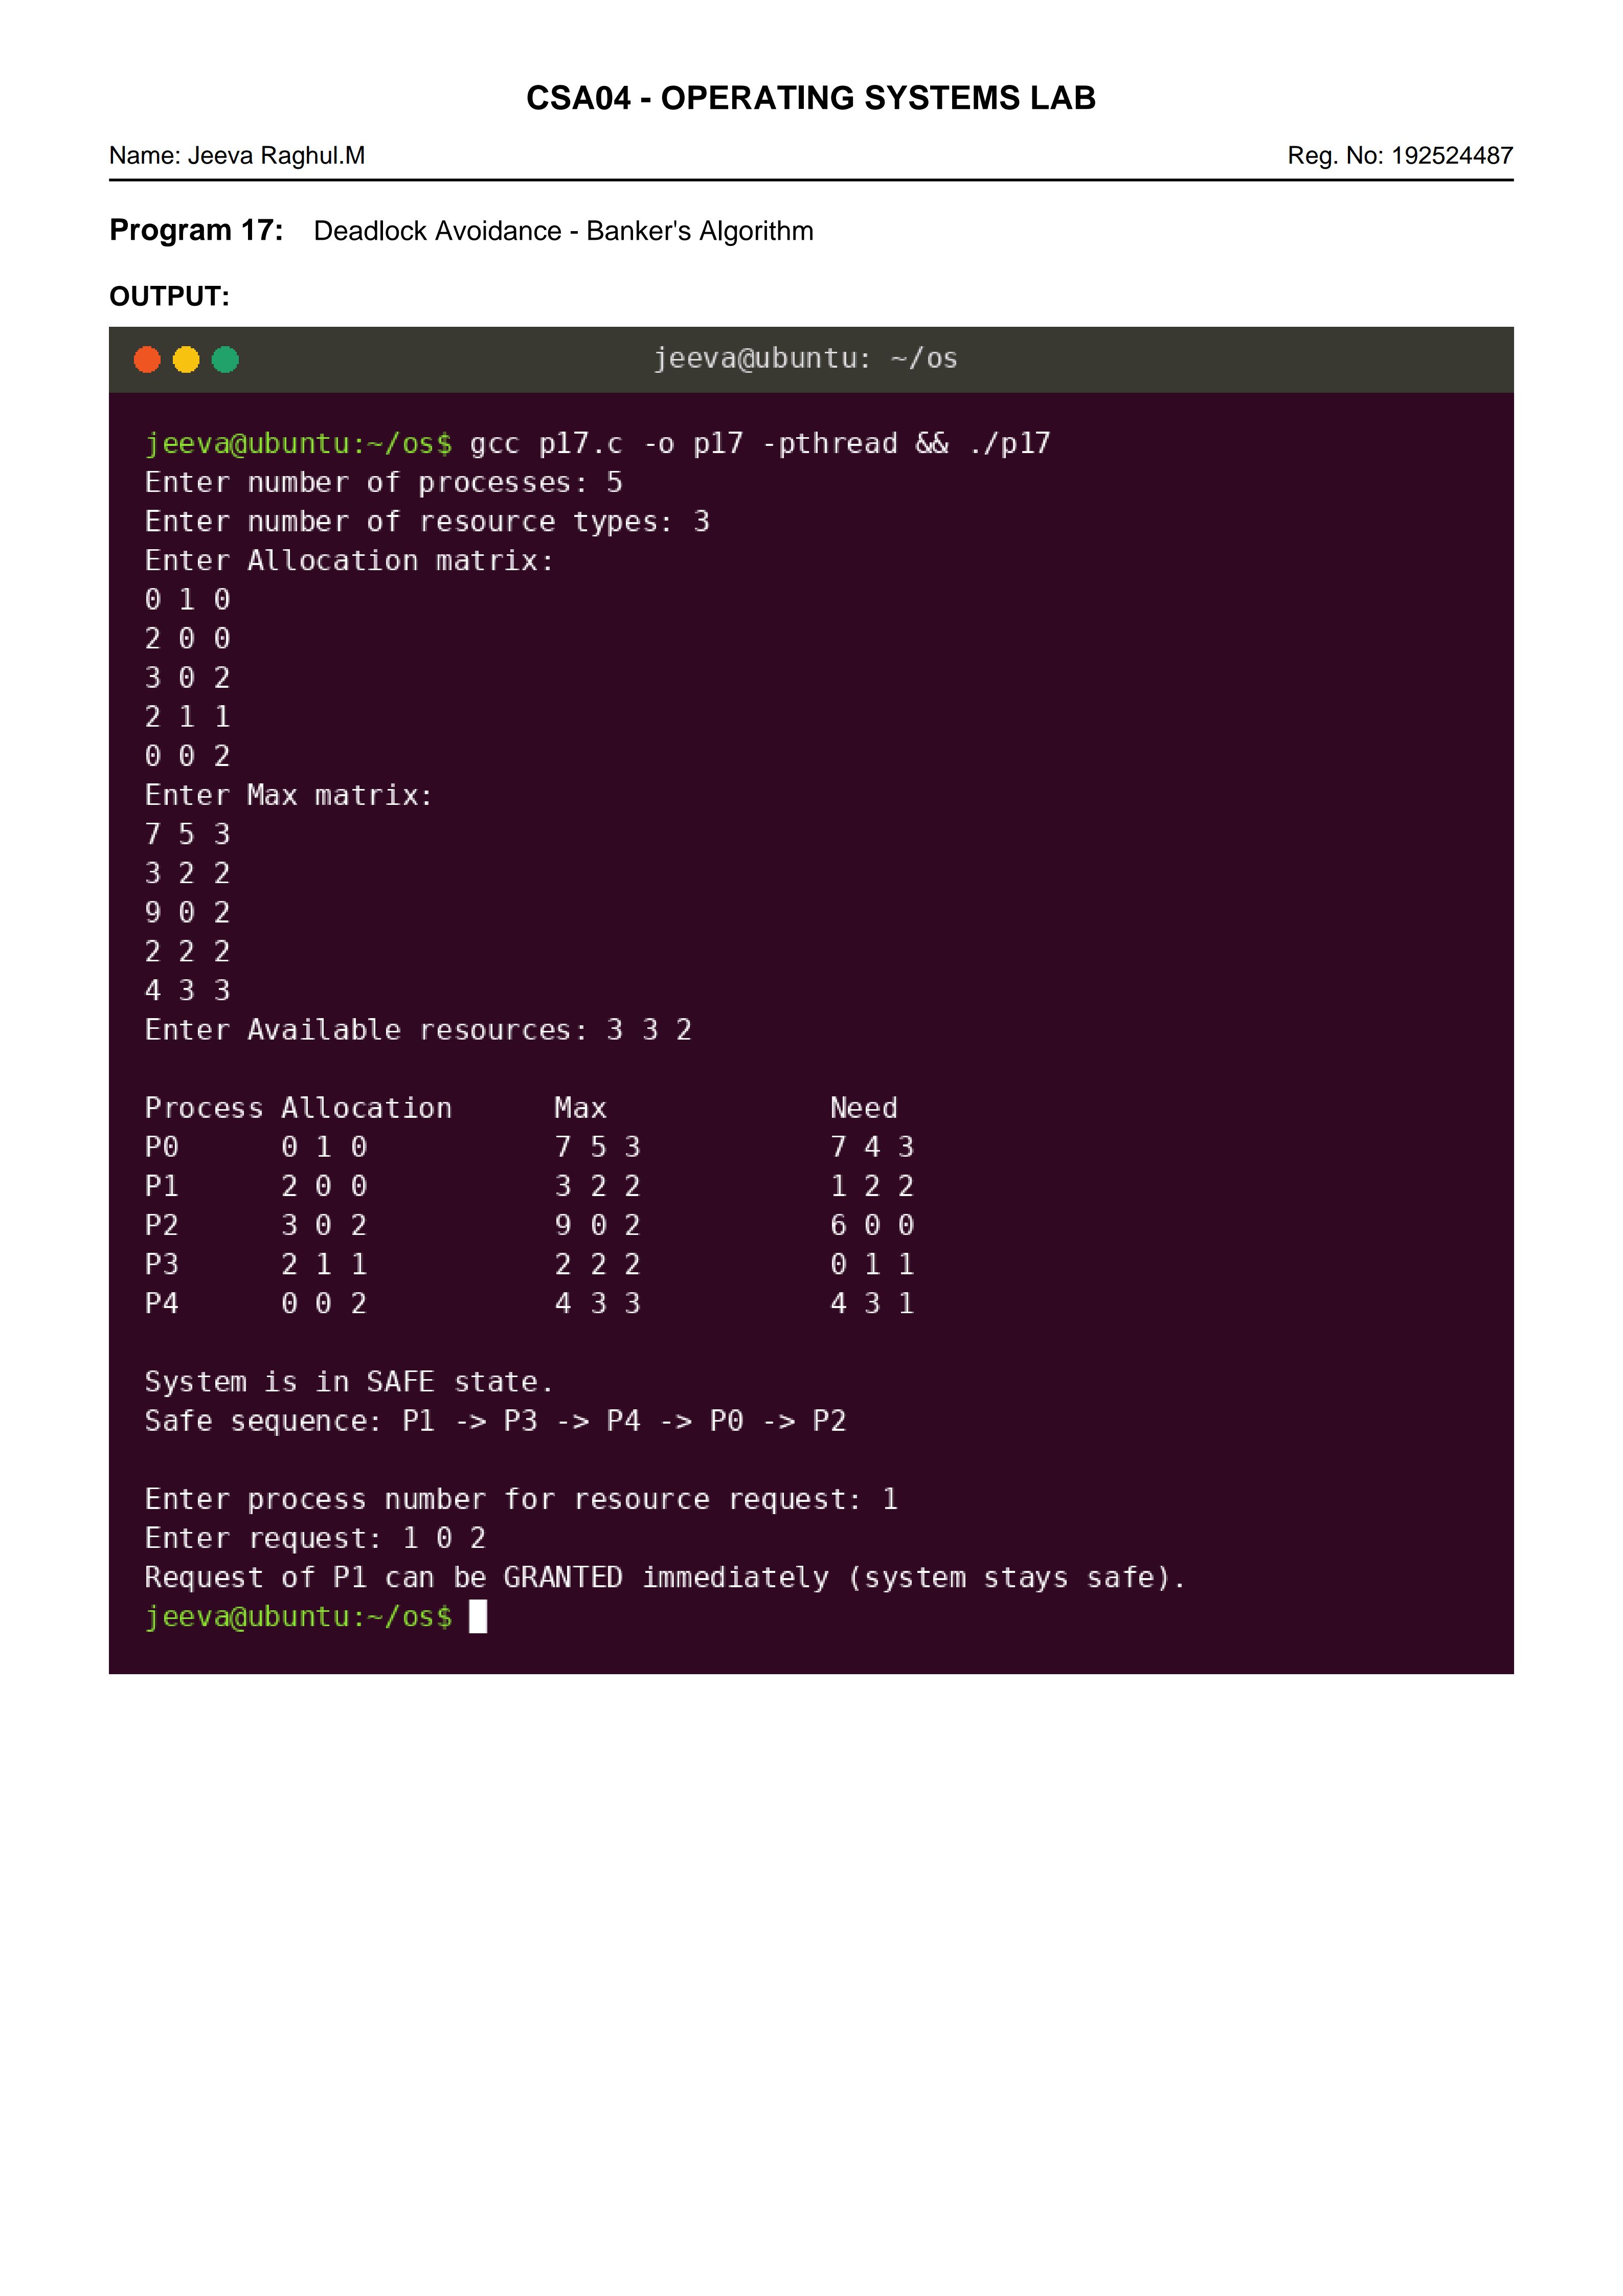 CSA04 - OPERATING SYSTEMS LAB
Name: Jeeva Raghul.M Reg. No: 192524487
Program 17: Deadlock Avoidance - Banker's Algorithm
OUTPUT:
jeeva@ubuntu: ~/os
jeeva@ubuntu:~/os$ gcc p17.c -o p17 -pthread && ./p17
Enter number of processes: 5
Enter number of resource types: 3
Enter Allocation matrix:
0 1 0
2 0 0
3 0 2
2 1 1
0 0 2
Enter Max matrix:
7 5 3
3 2 2
9 0 2
2 2 2
4 3 3
Enter Available resources: 3 3 2
Process Allocation Max Need
P0 0 1 0 7 5 3 7 4 3
P1 2 0 0 3 2 2 1 2 2
P2 3 0 2 9 0 2 6 0 0
P3 2 1 1 2 2 2 0 1 1
P4 0 0 2 4 3 3 4 3 1
System is in SAFE state.
Safe sequence: P1 -> P3 -> P4 -> P0 -> P2
Enter process number for resource request: 1
Enter request: 1 0 2
Request of P1 can be GRANTED immediately (system stays safe).
jeeva@ubuntu:~/os$